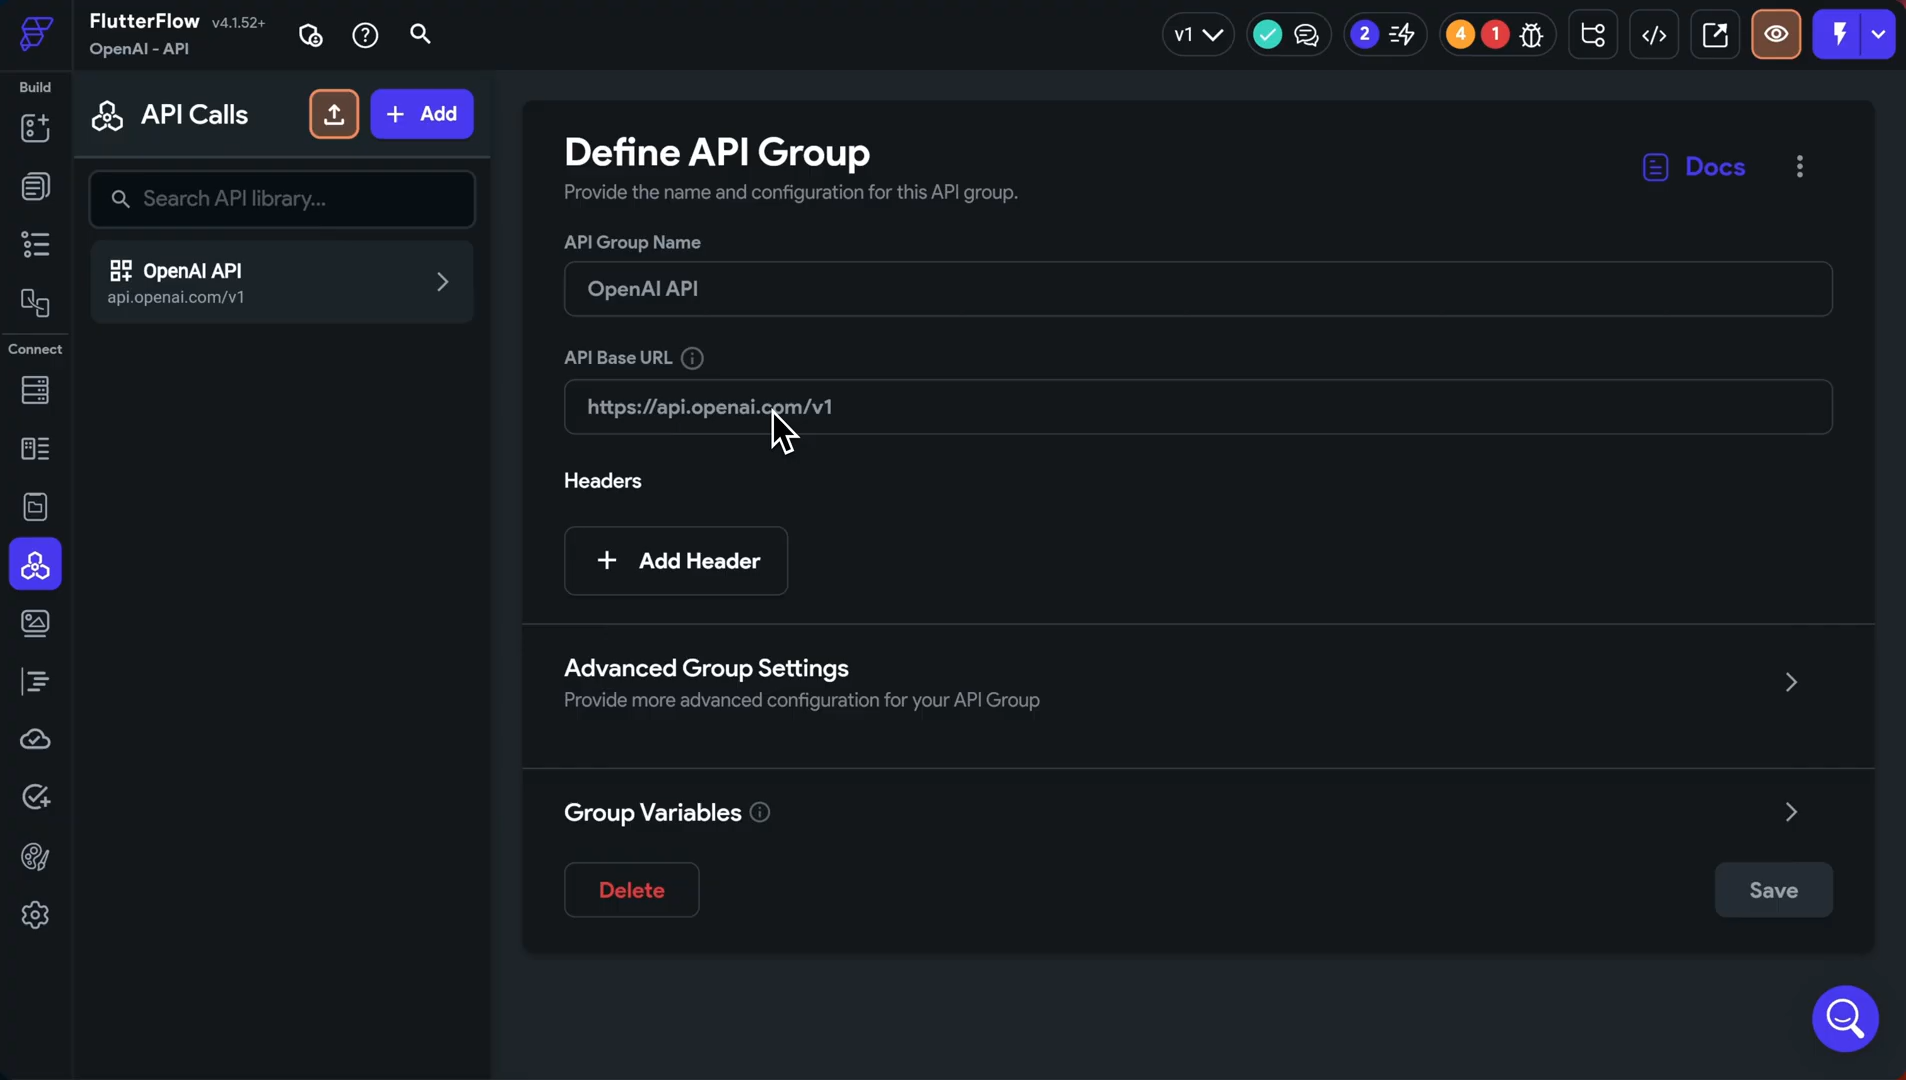 FlutterFlow v4.1.52+
OpenAI - API
v1
2
4
1
Build
API Calls
+ Add
Search API library...
OpenAI API
api.openai.com/v1
Connect
Define API Group
Provide the name and configuration for this API group.
Docs
API Group Name
OpenAI API
API Base URL
https://api.openai.com/v1
Headers
+ Add Header
Advanced Group Settings
Provide more advanced configuration for your API Group
Group Variables
Delete
Save